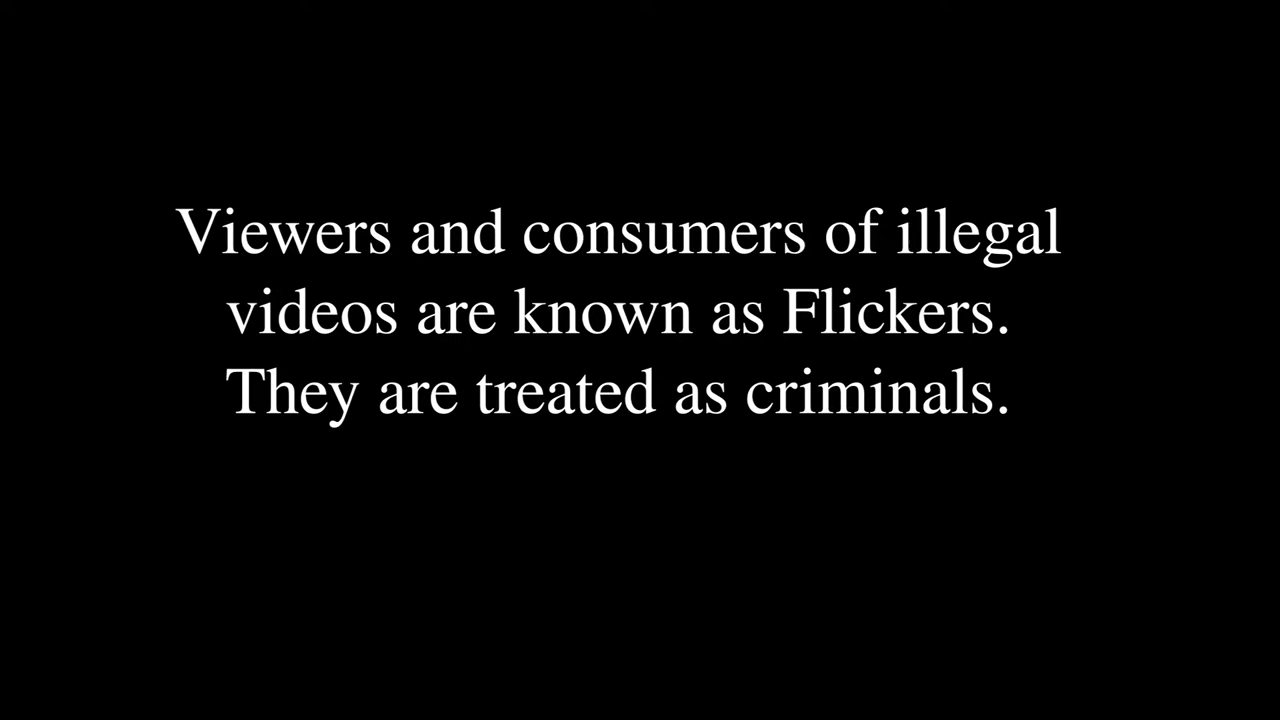 Viewers and consumers of illegal
videos are known as Flickers.
They are treated as criminals.